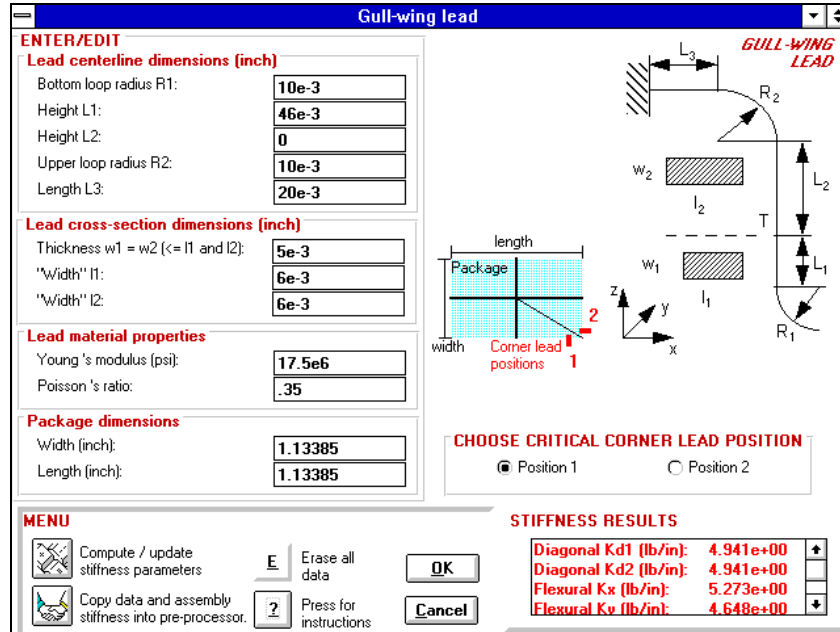 Gull-wing lead
ENTER/EDIT
Lead centerline dimensions (inch)
Bottom loop radius R1: 10e-3
Height L1: 46e-3
Height L2: 0
Upper loop radius R2: 10e-3
Length L3: 20e-3
Lead cross-section dimensions (inch)
Thickness w1 = w2 (<= l1 and l2): 5e-3
"Width" l1: 6e-3
"Width" l2: 6e-3
Lead material properties
Young 's modulus (psi): 17.5e6
Poisson 's ratio: .35
Package dimensions
Width (inch): 1.13385
Length (inch): 1.13385
GULL-WING
LEAD
L3
R2
w2
l2
L2
T
w1
l1
L1
R1
z
y
x
length
Package
width
2
Corner lead
positions
1
CHOOSE CRITICAL CORNER LEAD POSITION
Position 1 Position 2
MENU
Compute / update
stiffness parameters
Copy data and assembly
stiffness into pre-processor.
E Erase all
data
? Press for
instructions
OK
Cancel
STIFFNESS RESULTS
Diagonal Kd1 (lb/in): 4.941e+00
Diagonal Kd2 (lb/in): 4.941e+00
Flexural Kx (lb/in): 5.273e+00
Flexural Ky (lb/in): 4.648e+00